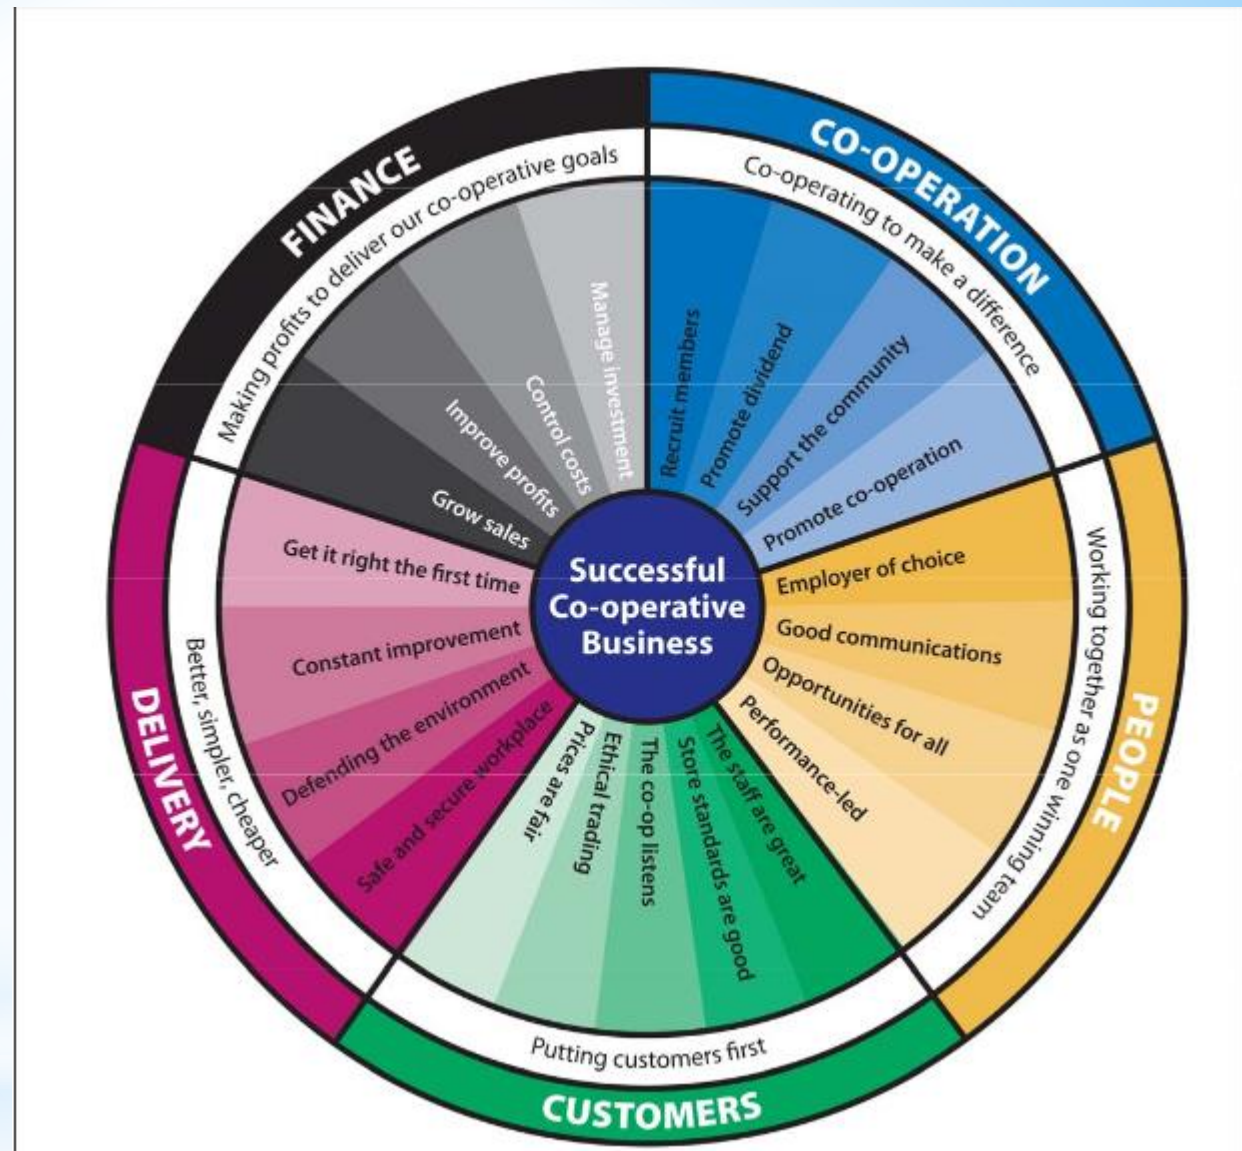 FINANCE
Making profits to deliver our co-operative goals
Grow sales
Improve profits
Control costs
Manage investment
CO-OPERATION
Co-operating to make a difference
Recruit members
Promote dividend
Support the community
Promote co-operation
PEOPLE
Working together as one winning team
Employer of choice
Good communications
Opportunities for all
Performance-led
CUSTOMERS
Putting customers first
The staff are great
Store standards are good
The co-op listens
Ethical trading
Prices are fair
DELIVERY
Better, simpler, cheaper
Safe and secure workplace
Defending the environment
Constant improvement
Get it right the first time
Successful
Co-operative
Business